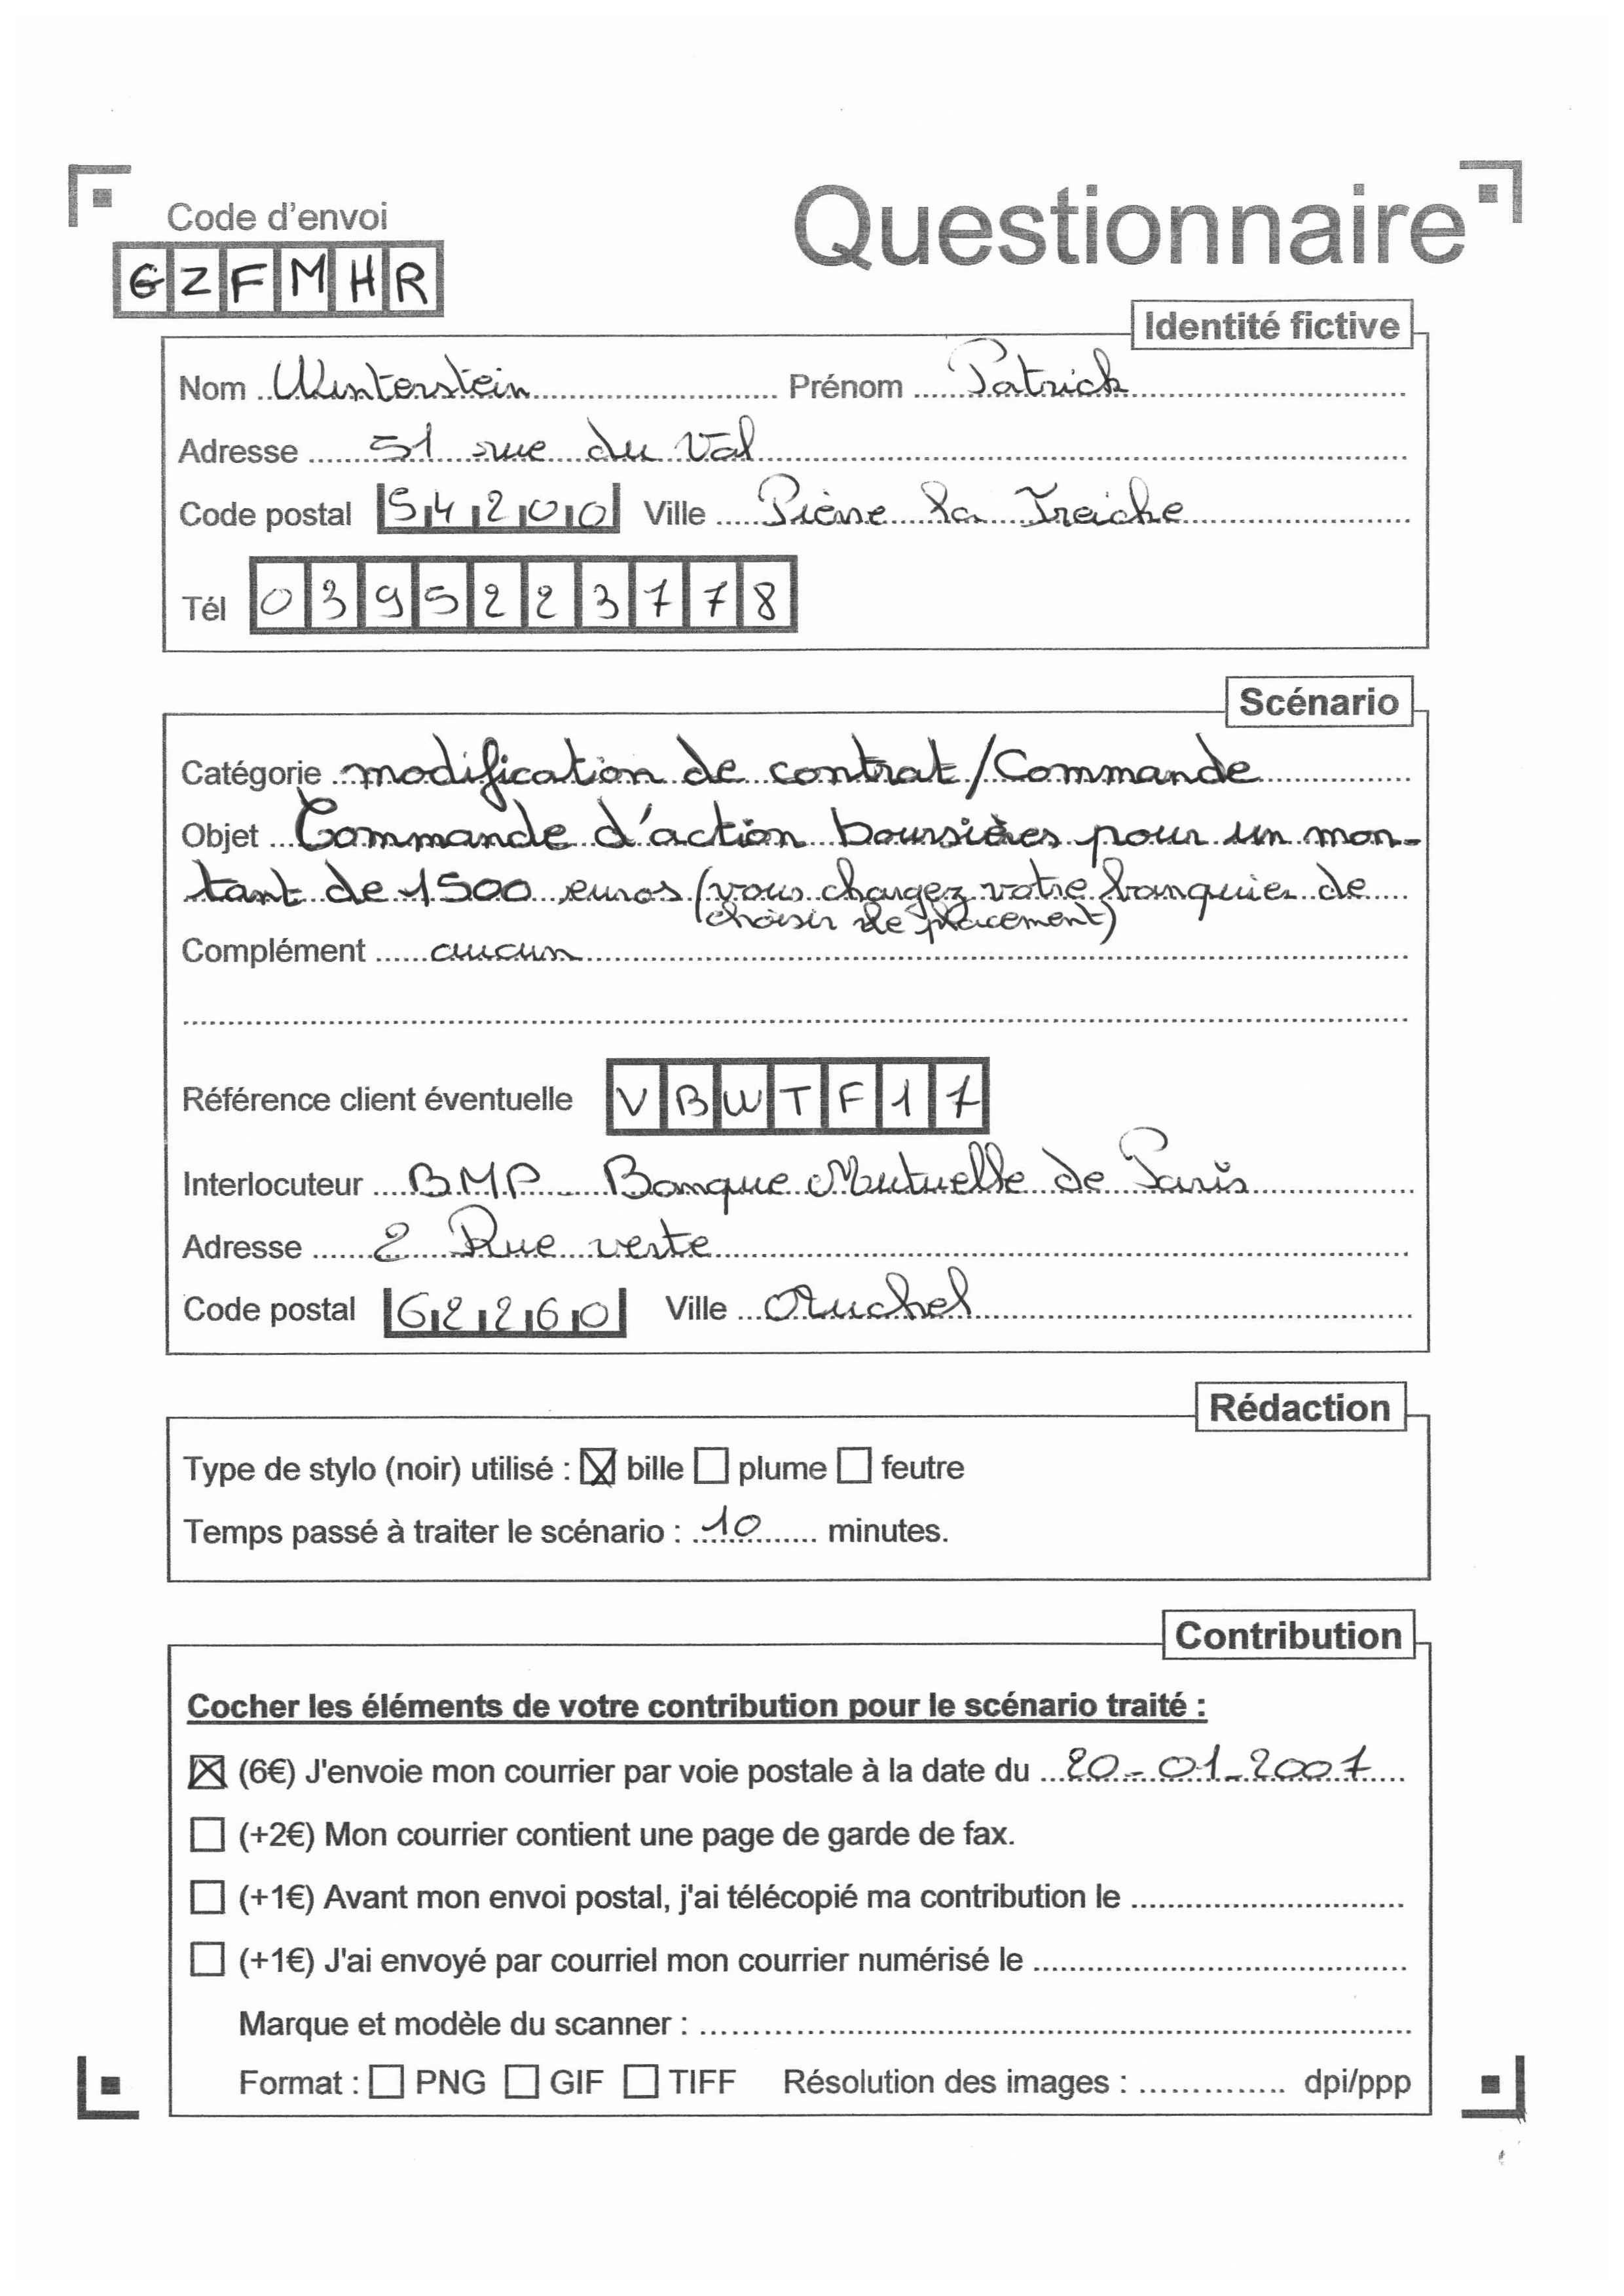 Code d'envoi
Questionnaire
G Z F M H R
Identité fictive
Nom Winterstein Prénom Patrick
Adresse 51 rue du Val
Code postal 54200 Ville Pierre la Treiche
Tél 0395223778
Scénario
Catégorie modification de contrat/Commande
Objet Commande d'action boursières pour un mon-
tant de 1500 euros (vous chargez votre banquier de
choisir le placement)
Complément aucun
Référence client éventuelle V B W T F 1 7
Interlocuteur BMP Banque Mutuelle de Paris
Adresse 2 Rue verte
Code postal 62260 Ville Auchel
Rédaction
Type de stylo (noir) utilisé : ☒ bille ☐ plume ☐ feutre
Temps passé à traiter le scénario : 10 minutes.
Contribution
Cocher les éléments de votre contribution pour le scénario traité :
☒ (6€) J'envoie mon courrier par voie postale à la date du 20-01-2007
☐ (+2€) Mon courrier contient une page de garde de fax.
☐ (+1€) Avant mon envoi postal, j'ai télécopié ma contribution le
☐ (+1€) J'ai envoyé par courriel mon courrier numérisé le
Marque et modèle du scanner :
Format : ☐ PNG ☐ GIF ☐ TIFF Résolution des images : dpi/ppp